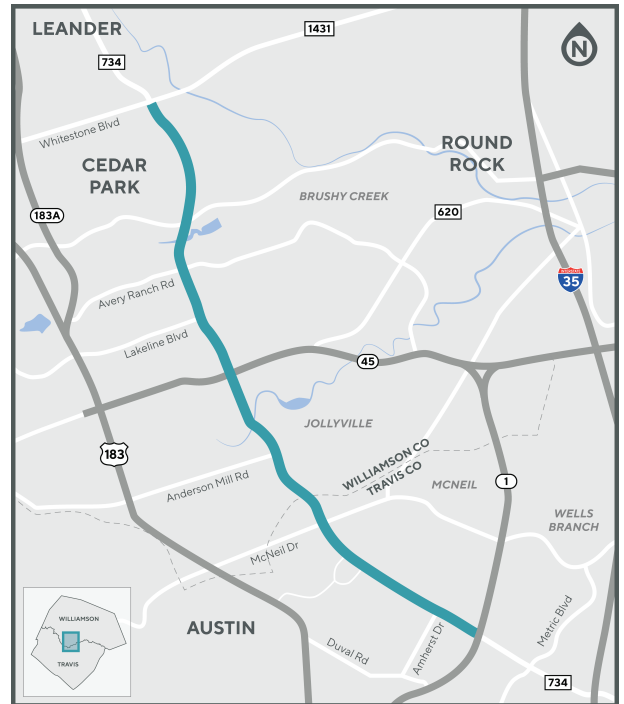 LEANDER
1431
N
734
Whitestone Blvd
CEDAR
PARK
ROUND
ROCK
BRUSHY CREEK
183A
620
INTERSTATE
35
Avery Ranch Rd
Lakeline Blvd
45
JOLLYVILLE
183
WILLIAMSON CO
TRAVIS CO
Anderson Mill Rd
MCNEIL
1
WELLS
BRANCH
McNeil Dr
WILLIAMSON
TRAVIS
AUSTIN
Duval Rd
Amherst Dr
Metric Blvd
734